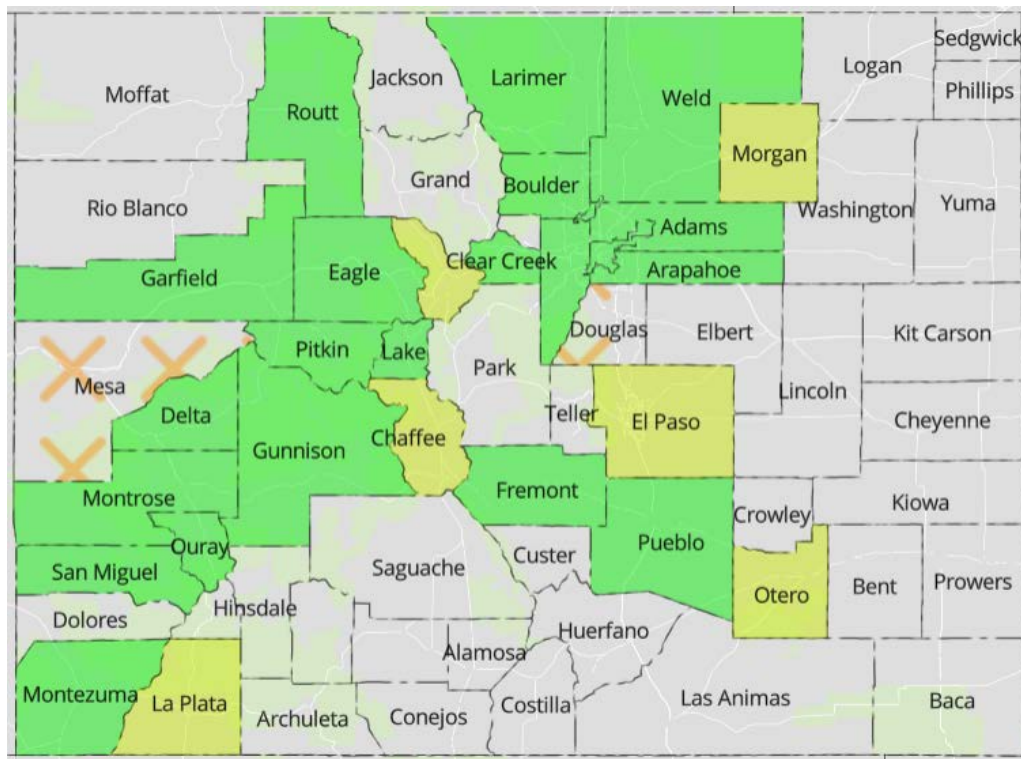 Sedgwick
Logan
Jackson
Larimer
Moffat
Phillips
Weld
Routt
Morgan
Grand
Boulder
Yuma
Rio Blanco
Washington
Adams
Clear Creek
Arapahoe
Eagle
Garfield
Douglas
Elbert
Kit Carson
Pitkin
Lake
Park
Mesa
Lincoln
Teller
Delta
El Paso
Cheyenne
Chaffee
Gunnison
Fremont
Montrose
Kiowa
Crowley
Pueblo
Ouray
Custer
San Miguel
Saguache
Prowers
Bent
Otero
Hinsdale
Dolores
Huerfano
Alamosa
Montezuma
La Plata
Las Animas
Baca
Costilla
Archuleta
Conejos